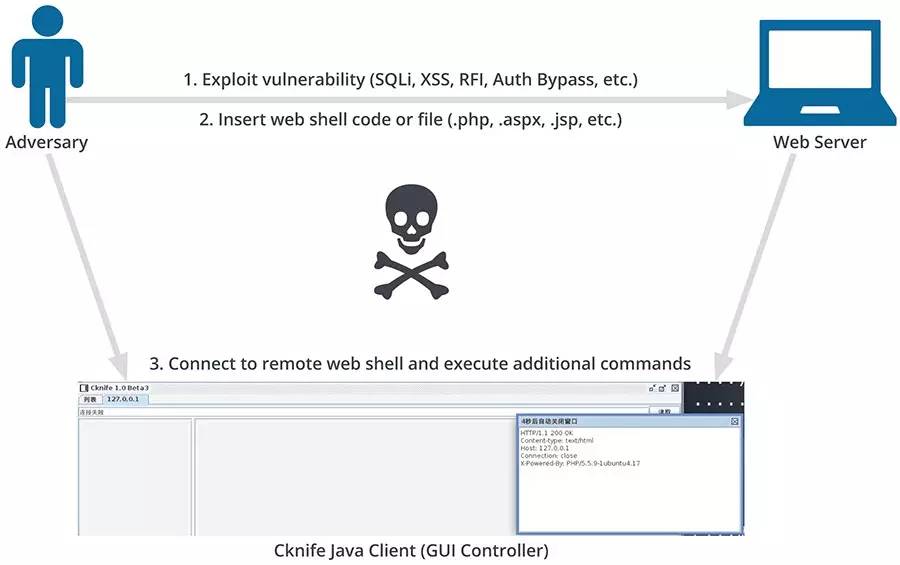 1. Exploit vulnerability (SQLi, XSS, RFI, Auth Bypass, etc.)
2. Insert web shell code or file (.php, .aspx, .jsp, etc.)
Adversary
Web Server
3. Connect to remote web shell and execute additional commands
Cknife 1.0 Beta3
列表 127.0.0.1
连接失败
读取
4秒后自动关闭窗口
HTTP/1.1 200 OK
Content-type: text/html
Host: 127.0.0.1
Connection: close
X-Powered-By: PHP/5.5.9-1ubuntu4.17
Cknife Java Client (GUI Controller)